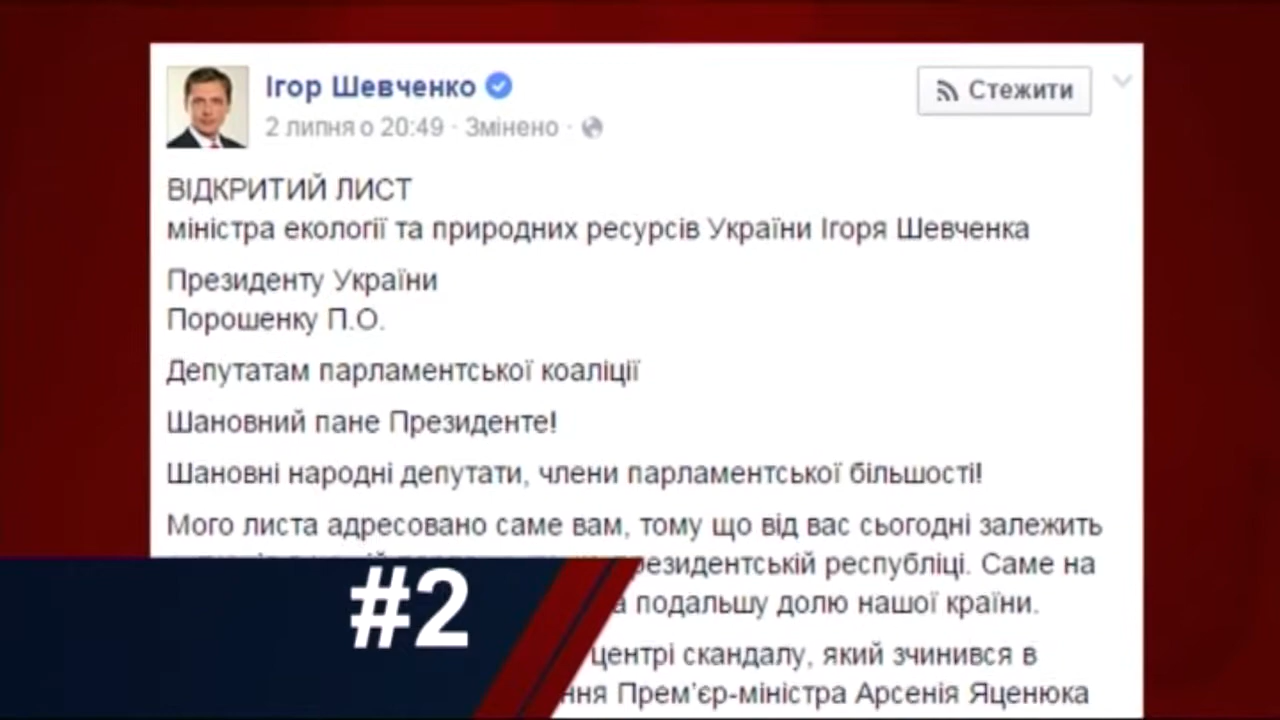 Ігор Шевченко
Стежити
2 липня о 20:49 · Змінено ·
ВІДКРИТИЙ ЛИСТ
міністра екології та природних ресурсів України Ігоря Шевченка
Президенту України
Порошенку П.О.
Депутатам парламентської коаліції
Шановний пане Президенте!
Шановні народні депутати, члени парламентської більшості!
Мого листа адресовано саме вам, тому що від вас сьогодні залежить
республіці. Саме на
подальшу долю нашої країни.
центрі скандалу, який зчинився в
Прем'єр-міністра Арсенія Яценюка
#2